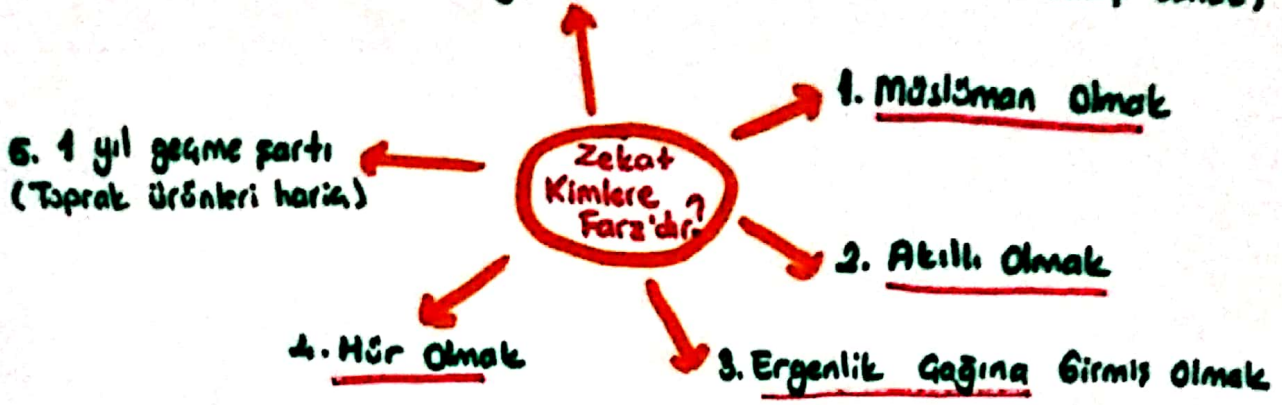 Zekat
Kimlere
Farz'dır?
1. Müslüman olmak
2. Akıllı olmak
3. Ergenlik Çağına Girmiş olmak
4. Hür olmak
5. 1 yıl geçme şartı
(Toprak ürünleri hariç)